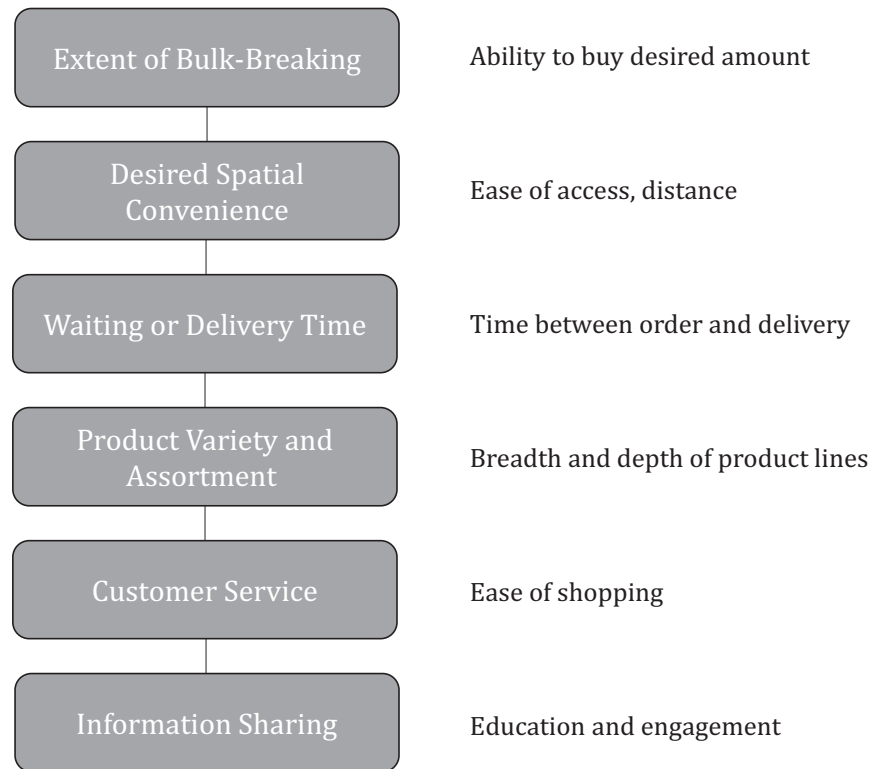 Extent of Bulk-Breaking
Ability to buy desired amount
Desired Spatial
Convenience
Ease of access, distance
Waiting or Delivery Time
Time between order and delivery
Product Variety and
Assortment
Breadth and depth of product lines
Customer Service
Ease of shopping
Information Sharing
Education and engagement